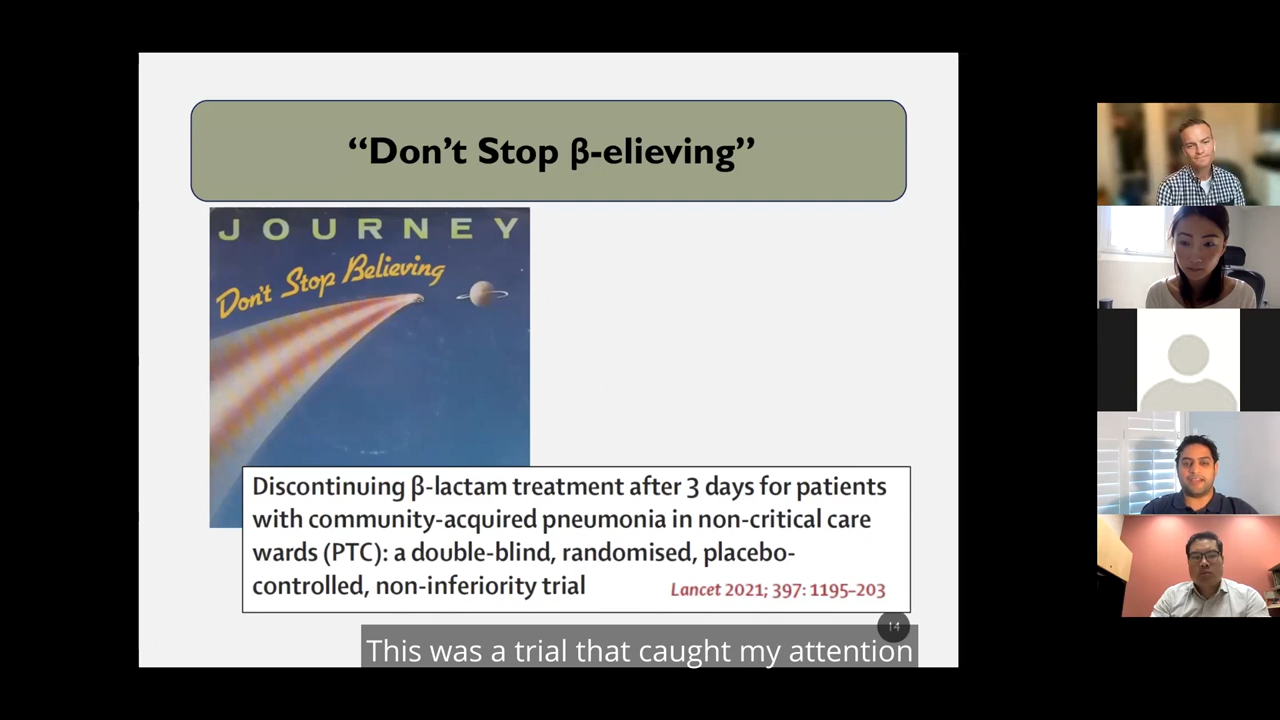 “Don’t Stop β-elieving”
JOURNEY
Don't Stop Believing
Discontinuing β-lactam treatment after 3 days for patients
with community-acquired pneumonia in non-critical care
wards (PTC): a double-blind, randomised, placebo-
controlled, non-inferiority trial
Lancet 2021; 397: 1195–203
14
This was a trial that caught my attention